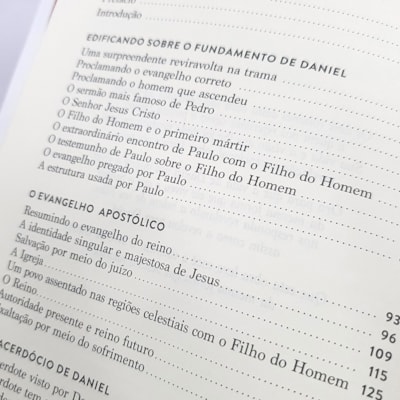 Introdução
EDIFICANDO SOBRE O FUNDAMENTO DE DANIEL
Uma surpreendente reviravolta na trama
Proclamando o evangelho correto
Proclamando o homem que ascendeu
O sermão mais famoso de Pedro
O Senhor Jesus Cristo
O Filho do Homem e o primeiro mártir
O extraordinário encontro de Paulo com o Filho do Homem
O testemunho de Paulo sobre o Filho do Homem
O evangelho pregado por Paulo
A estrutura usada por Paulo
O EVANGELHO APOSTÓLICO
Resumindo o evangelho do reino 93
A identidade singular e majestosa de Jesus 96
Salvação por meio do juízo 109
A Igreja 115
Um povo assentado nas regiões celestiais com o Filho do Homem 125
O Reino
Autoridade presente e reino futuro
Exaltação por meio do sofrimento
ACERDÓCIO DE DANIEL